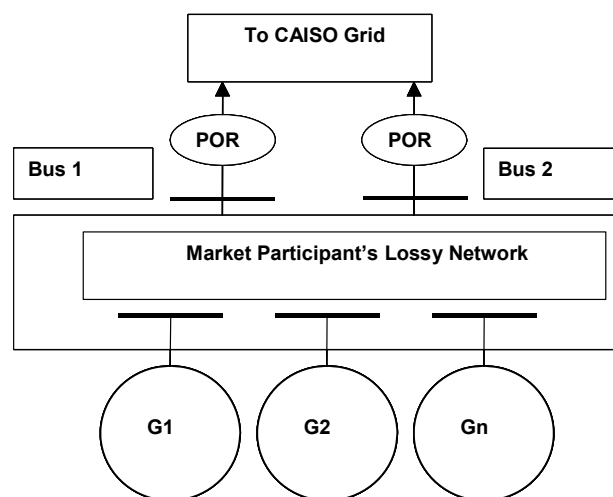 To CAISO Grid
POR
POR
Bus 1
Bus 2
Market Participant's Lossy Network
G1
G2
Gn